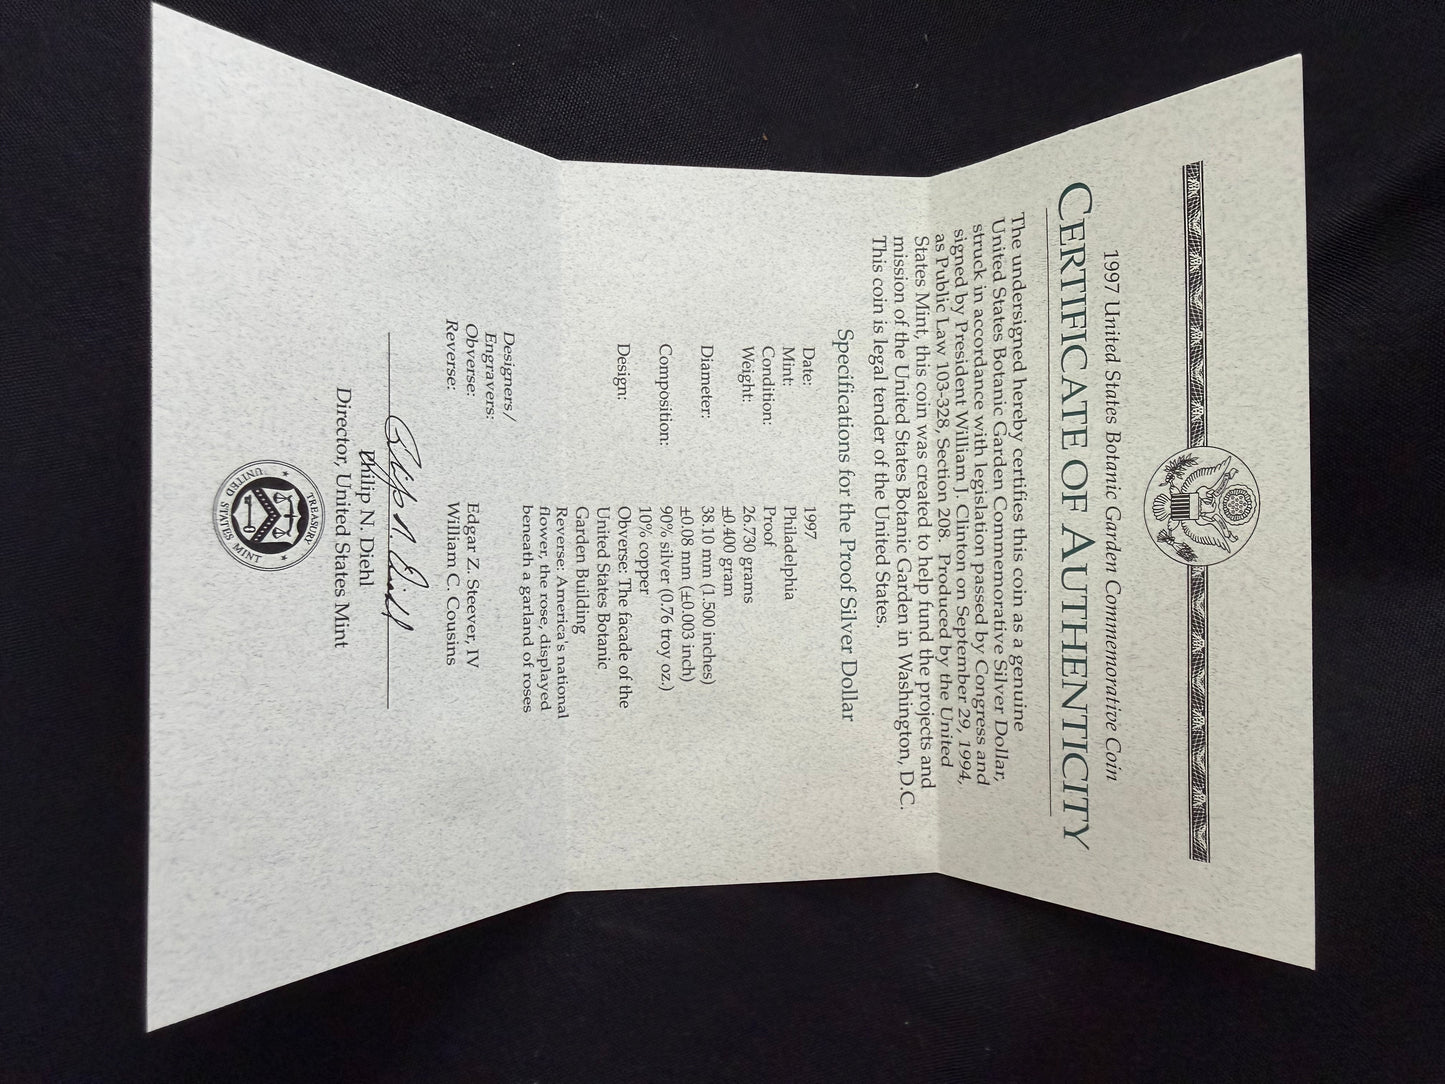 1997 United States Botanic Garden Commemorative Coin
CERTIFICATE OF AUTHENTICITY
The undersigned hereby certifies this coin as a genuine
United States Botanic Garden Commemorative Silver Dollar,
struck in accordance with legislation passed by Congress and
signed by President William J. Clinton on September 29, 1994,
as Public Law 103-328, Section 208. Produced by the United
States Mint, this coin was created to help fund the projects and
mission of the United States Botanic Garden in Washington, D.C.
This coin is legal tender of the United States.
Specifications for the Proof Silver Dollar
Date: 1997
Mint: Philadelphia
Condition: Proof
Weight: 26.730 grams
±0.400 gram
Diameter: 38.10 mm (1.500 inches)
±0.08 mm (±0.003 inch)
Composition: 90% silver (0.76 troy oz.)
10% copper
Design: Obverse: The facade of the
United States Botanic
Garden Building
Reverse: America's national
flower, the rose, displayed
beneath a garland of roses
Designers/
Engravers:
Obverse: Edgar Z. Steever, IV
Reverse: William C. Cousins
Philip N. Diehl
Philip N. Diehl
Director, United States Mint
TREASURY
UNITED STATES MINT